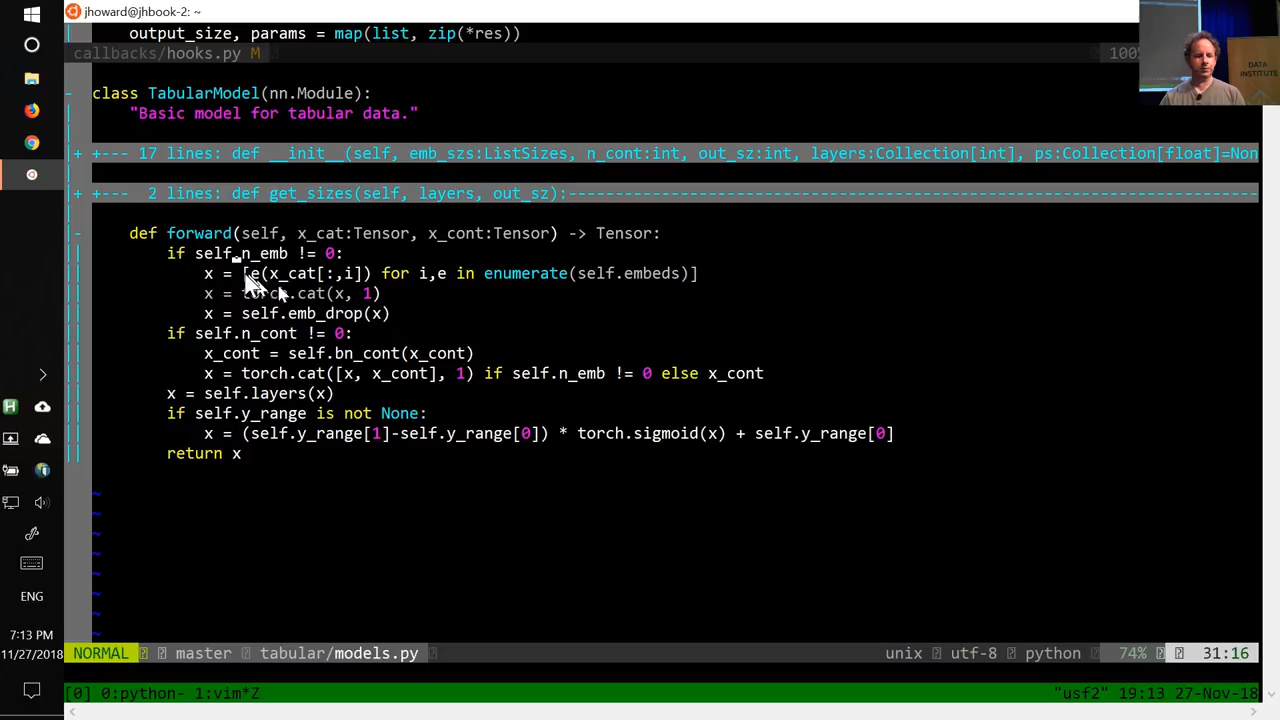 jhoward@jhbook-2: ~
output_size, params = map(list, zip(*res))
callbacks/hooks.py M 100%
DATA
INSTITUTE
class TabularModel(nn.Module):
"Basic model for tabular data."
+ +--- 17 lines: def __init__(self, emb_szs:ListSizes, n_cont:int, out_sz:int, layers:Collection[int], ps:Collection[float]=Non
+ +--- 2 lines: def get_sizes(self, layers, out_sz):--------------------------------------------------------------------------
def forward(self, x_cat:Tensor, x_cont:Tensor) -> Tensor:
if self.n_emb != 0:
x = [e(x_cat[:,i]) for i,e in enumerate(self.embeds)]
x = torch.cat(x, 1)
x = self.emb_drop(x)
if self.n_cont != 0:
x_cont = self.bn_cont(x_cont)
x = torch.cat([x, x_cont], 1) if self.n_emb != 0 else x_cont
x = self.layers(x)
if self.y_range is not None:
x = (self.y_range[1]-self.y_range[0]) * torch.sigmoid(x) + self.y_range[0]
return x
~
~
~
~
~
~
~
~
NORMAL master tabular/models.py unix utf-8 python 74% 31:16
[0] 0:python- 1:vim*Z "usf2" 19:13 27-Nov-18
ENG
7:13 PM
11/27/2018